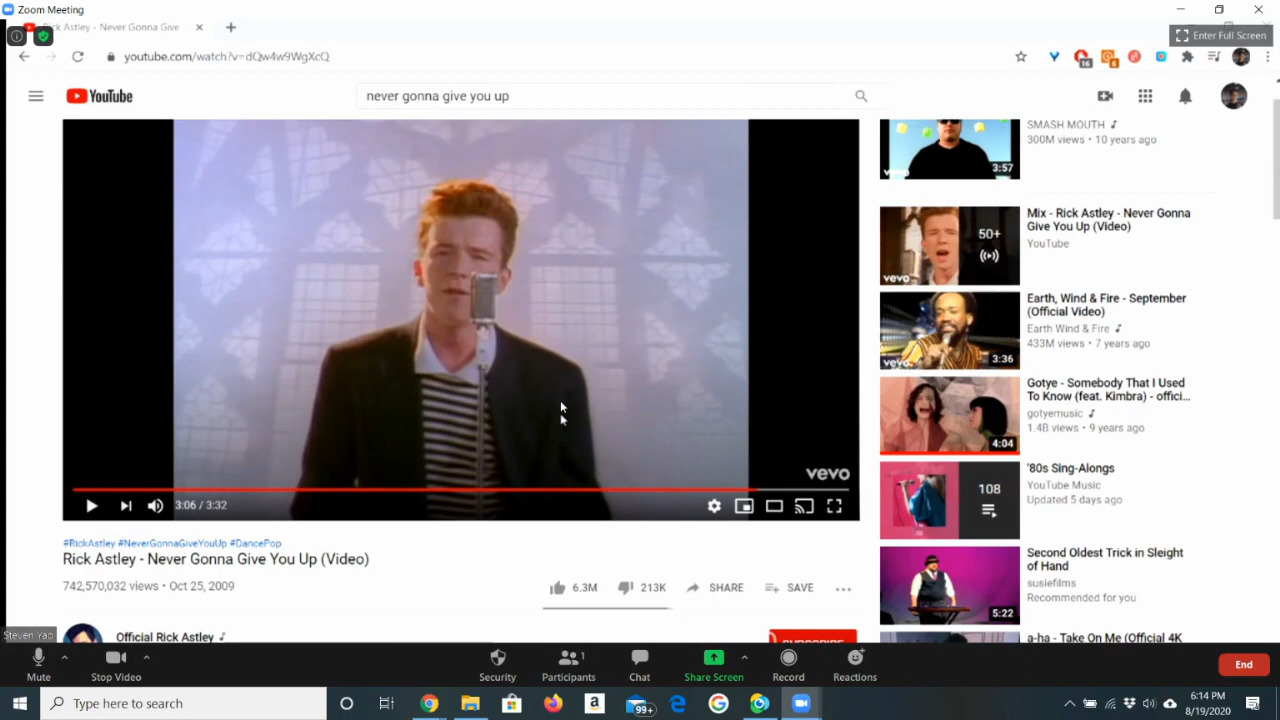 Zoom Meeting
Rick Astley - Never Gonna Give
Enter Full Screen
youtube.com/watch?v=dQw4w9WgXcQ
16
6
YouTube
never gonna give you up
vevo
3:57
SMASH MOUTH
300M views • 10 years ago
50+
vevo
Mix - Rick Astley - Never Gonna
Give You Up (Video)
YouTube
vevo
3:36
Earth, Wind & Fire - September
(Official Video)
Earth Wind & Fire
433M views • 7 years ago
4:04
Gotye - Somebody That I Used
To Know (feat. Kimbra) - offici...
gotyemusic
1.4B views • 9 years ago
vevo
3:06 / 3:32
108
'80s Sing-Alongs
YouTube Music
Updated 5 days ago
#RickAstley #NeverGonnaGiveYouUp #DancePop
Rick Astley - Never Gonna Give You Up (Video)
742,570,032 views • Oct 25, 2009
6.3M
213K
SHARE
SAVE
5:22
Second Oldest Trick in Sleight
of Hand
susiefilms
Recommended for you
a-ha - Take On Me (Official 4K
Steven Yao
Official Rick Astley
SUBSCRIBE
Mute
Stop Video
Security
1
Participants
Chat
Share Screen
Record
Reactions
End
Type here to search
99+
6:14 PM
8/19/2020